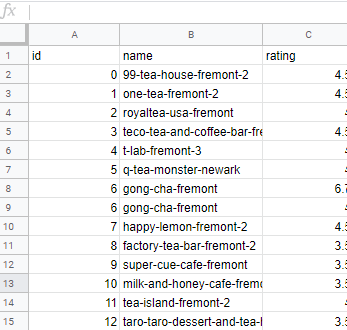 fx
A B C
1 id name rating
2 0 99-tea-house-fremont-2 4.5
3 1 one-tea-fremont-2 4.5
4 2 royaltea-usa-fremont 4
5 3 teco-tea-and-coffee-bar-fre 4.5
6 4 t-lab-fremont-3 4
7 5 q-tea-monster-newark 4
8 6 gong-cha-fremont 6.7
9 6 gong-cha-fremont 4
10 7 happy-lemon-fremont-2 4.5
11 8 factory-tea-bar-fremont-2 3.5
12 9 super-cue-cafe-fremont 3.5
13 10 milk-and-honey-cafe-fremo 3.5
14 11 tea-island-fremont-2 4
15 12 taro-taro-dessert-and-tea- 3.5